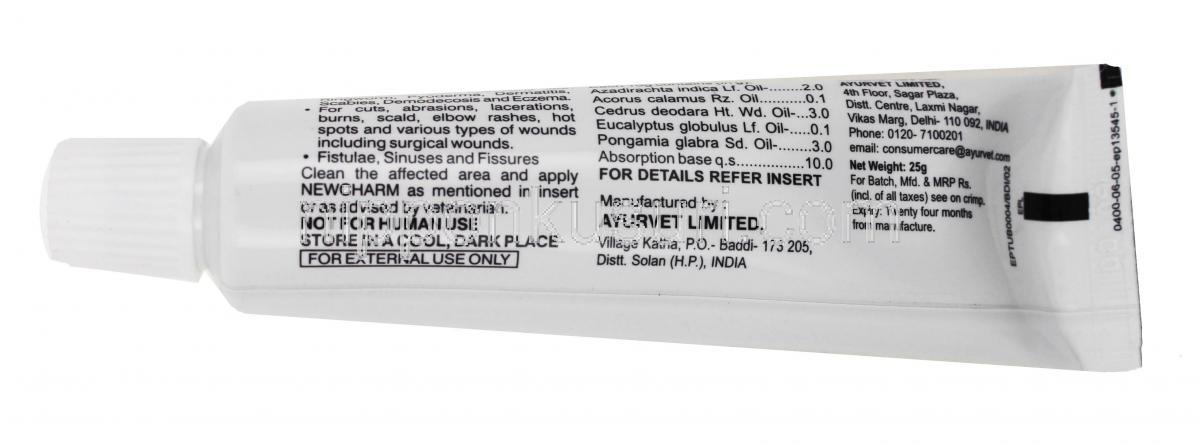 Ringworm, Pyoderma, Dermatitis,
Scabies, Demodecosis and Eczema.
• For cuts, abrasions, lacerations,
burns, scald, elbow rashes, hot
spots and various types of wounds
including surgical wounds.
• Fistulae, Sinuses and Fissures
Clean the affected area and apply
NEWCHARM as mentioned in insert
or as advised by veterinarian.
NOT FOR HUMAN USE
STORE IN A COOL, DARK PLACE
FOR EXTERNAL USE ONLY
Azadirachta indica Lf. Oil-.......2.0
Acorus calamus Rz. Oil...........0.1
Cedrus deodara Ht. Wd. Oil-...3.0
Eucalyptus globulus Lf. Oil-....0.1
Pongamia glabra Sd. Oil-.......3.0
Absorption base q.s..............10.0
FOR DETAILS REFER INSERT
Manufactured by :
AYURVET LIMITED.
Village Katha, P.O.- Baddi- 173 205,
Distt. Solan (H.P.), INDIA
AYURVET LIMITED,
4th Floor, Sagar Plaza,
Distt. Centre, Laxmi Nagar,
Vikas Marg, Delhi- 110 092, INDIA
Phone: 0120- 7100201
email: consumercare@ayurvet.com
Net Weight: 25g
For Batch, Mfd. & MRP Rs.
(incl. of all taxes) see on crimp.
Expiry: Twenty four months
from manufacture.
EPTUB0004/BDI/02
EPL
0406-06-05-ep13545-1